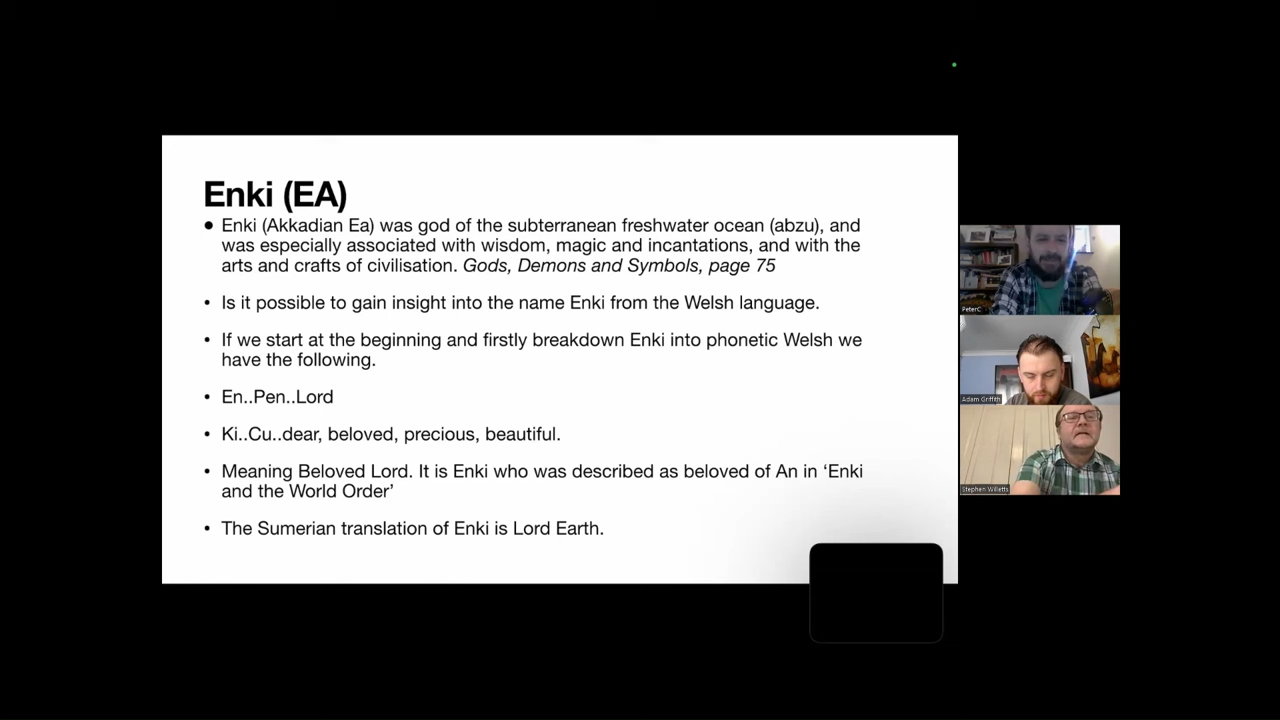 Enki (EA)
• Enki (Akkadian Ea) was god of the subterranean freshwater ocean (abzu), and
was especially associated with wisdom, magic and incantations, and with the
arts and crafts of civilisation. Gods, Demons and Symbols, page 75
• Is it possible to gain insight into the name Enki from the Welsh language.
• If we start at the beginning and firstly breakdown Enki into phonetic Welsh we
have the following.
• En..Pen..Lord
• Ki..Cu..dear, beloved, precious, beautiful.
• Meaning Beloved Lord. It is Enki who was described as beloved of An in ‘Enki
and the World Order’
• The Sumerian translation of Enki is Lord Earth.
PeterC
Adam Griffith
Stephen Willetts